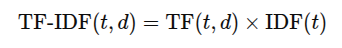 TF-IDF(t, d) = TF(t, d) × IDF(t)